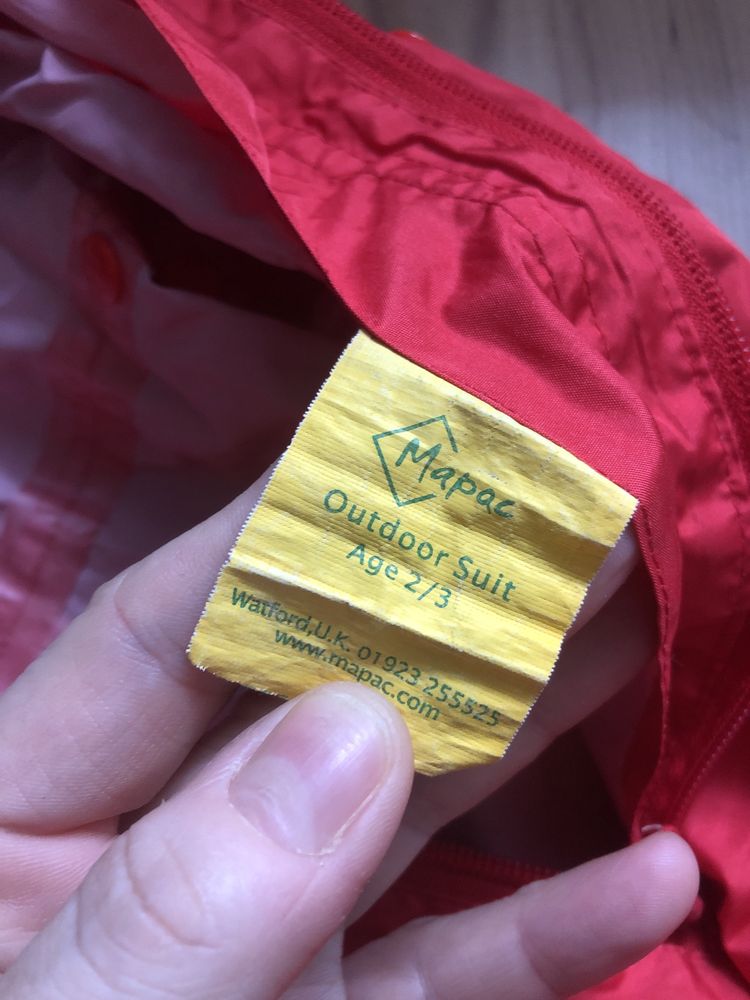 Mapac
Outdoor Suit
Age 2/3
Watford,U.K. 01923 255525
www.mapac.com